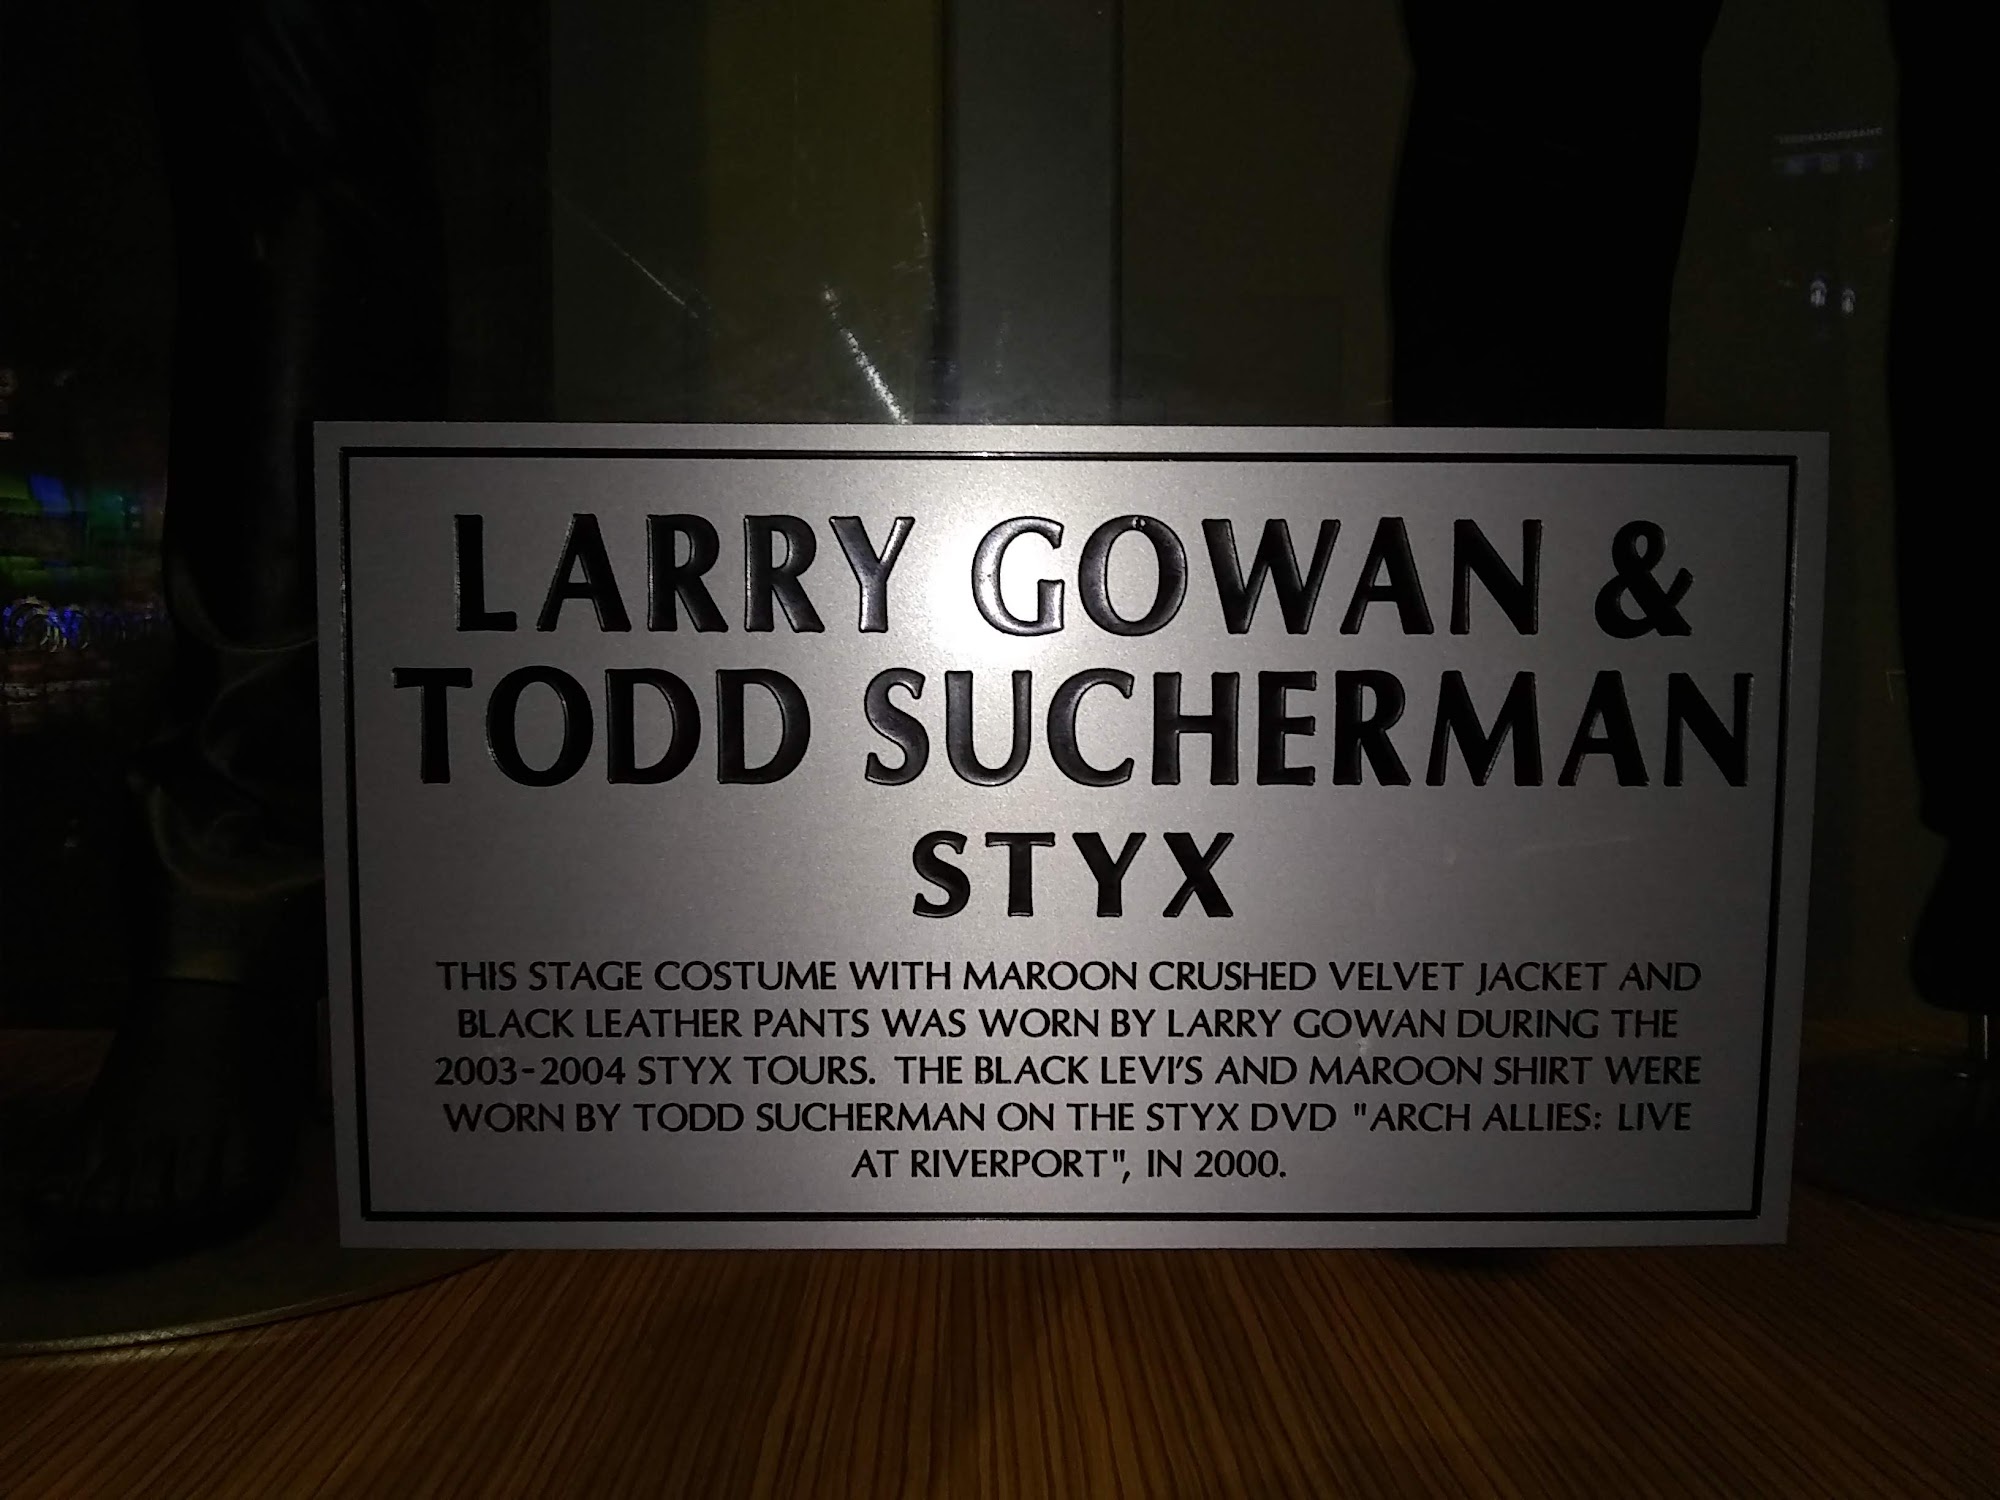 LARRY GOWAN &
TODD SUCHERMAN
STYX
THIS STAGE COSTUME WITH MAROON CRUSHED VELVET JACKET AND
BLACK LEATHER PANTS WAS WORN BY LARRY GOWAN DURING THE
2003-2004 STYX TOURS. THE BLACK LEVI'S AND MAROON SHIRT WERE
WORN BY TODD SUCHERMAN ON THE STYX DVD "ARCH ALLIES: LIVE
AT RIVERPORT", IN 2000.